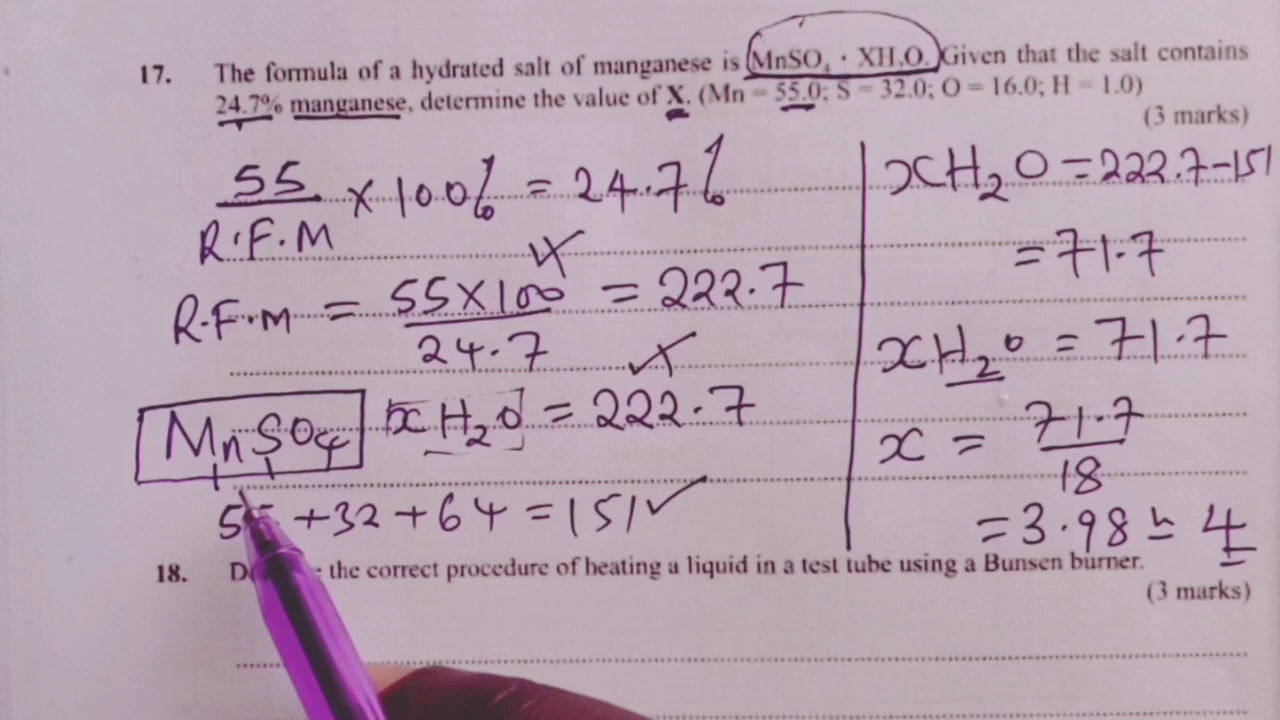 17. The formula of a hydrated salt of manganese is MnSO₄ · XH₂O. Given that the salt contains
24.7% manganese, determine the value of X. (Mn = 55.0; S = 32.0; O = 16.0; H = 1.0)
(3 marks)
55/R.F.M × 100% = 24.7%
R.F.M = 55×100/24.7 = 222.7
MnSO₄ xH₂O = 222.7
55 + 32 + 64 = 151 ✓
xH₂O = 222.7 - 151
= 71.7
xH₂O = 71.7
x = 71.7/18
= 3.98 ≃ 4
18. the correct procedure of heating a liquid in a test tube using a Bunsen burner.
(3 marks)